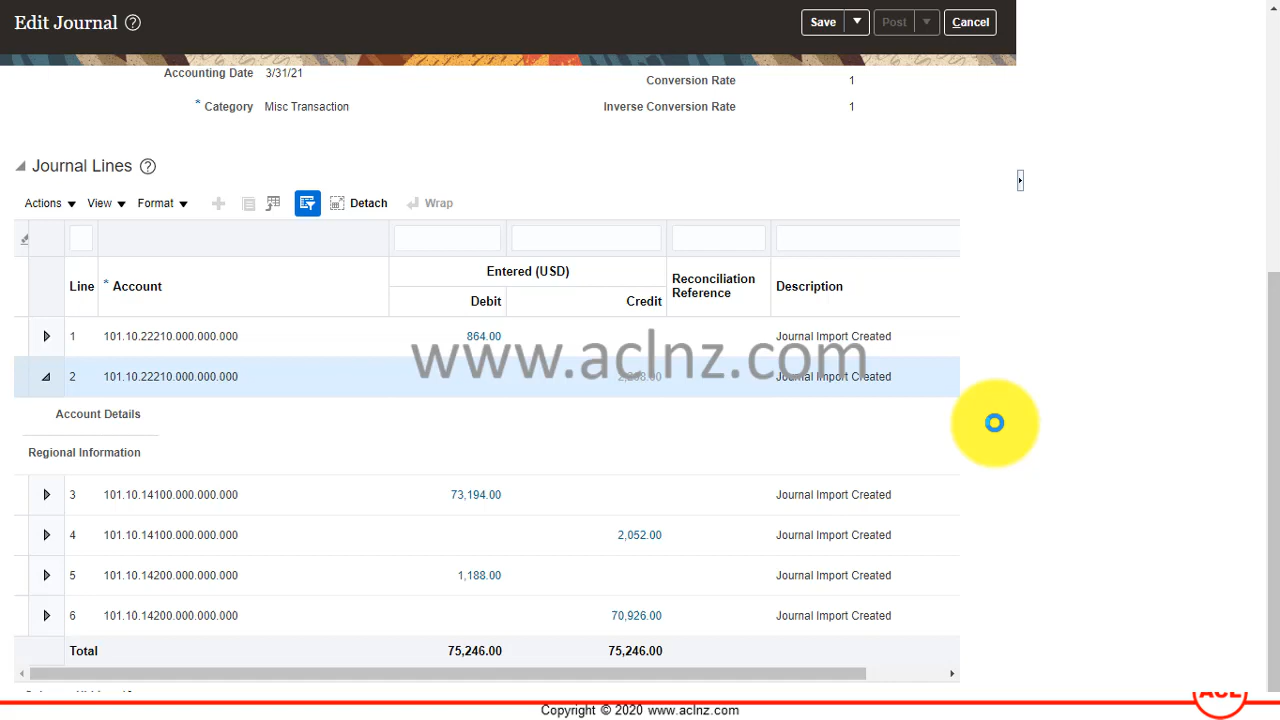 Edit Journal
Save
Post
Cancel
Accounting Date 3/31/21
Conversion Rate 1
* Category Misc Transaction
Inverse Conversion Rate 1
Journal Lines
Actions View Format Detach Wrap
Entered (USD)
Line * Account Debit Credit Reconciliation Reference Description
1 101.10.22210.000.000.000 864.00 Journal Import Created
www.aclnz.com
2 101.10.22210.000.000.000 Journal Import Created
Account Details
Regional Information
3 101.10.14100.000.000.000 73,194.00 Journal Import Created
4 101.10.14100.000.000.000 2,052.00 Journal Import Created
5 101.10.14200.000.000.000 1,188.00 Journal Import Created
6 101.10.14200.000.000.000 70,926.00 Journal Import Created
Total 75,246.00 75,246.00
ACL
Copyright © 2020 www.aclnz.com